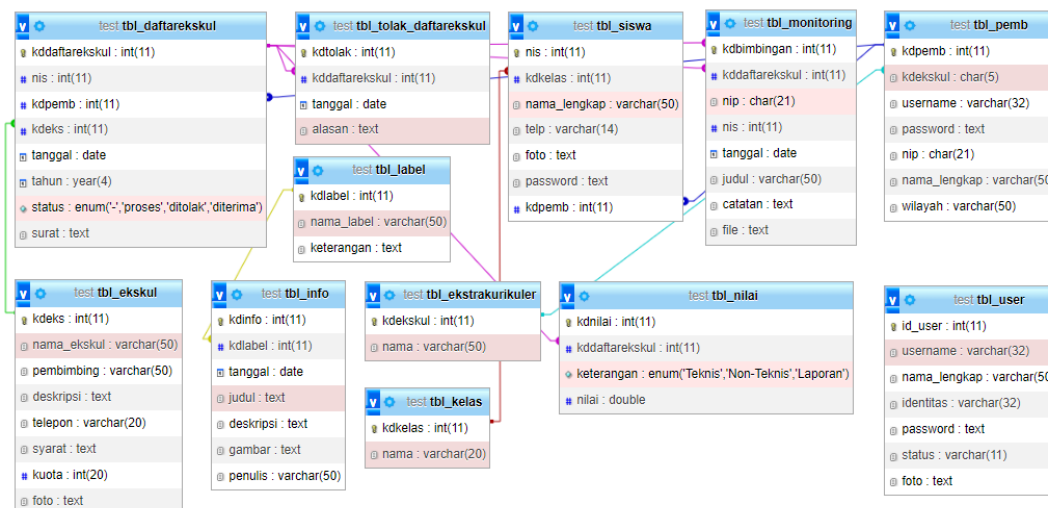 test tbl_daftarekskul
kddaftarekskul : int(11)
nis : int(11)
kdpemb : int(11)
kdeks : int(11)
tanggal : date
tahun : year(4)
status : enum('-','proses','ditolak','diterima')
surat : text
test tbl_tolak_daftarekskul
kdtolak : int(11)
kddaftarekskul : int(11)
tanggal : date
alasan : text
test tbl_siswa
nis : int(11)
kdkelas : int(11)
nama_lengkap : varchar(50)
telp : varchar(14)
foto : text
password : text
kdpemb : int(11)
test tbl_monitoring
kdbimbingan : int(11)
kddaftarekskul : int(11)
nip : char(21)
nis : int(11)
tanggal : date
judul : varchar(50)
catatan : text
file : text
test tbl_pemb
kdpemb : int(11)
kdekskul : char(5)
username : varchar(32)
password : text
nip : char(21)
nama_lengkap : varchar(50
wilayah : varchar(50)
test tbl_label
kdlabel : int(11)
nama_label : varchar(50)
keterangan : text
test tbl_ekskul
kdeks : int(11)
nama_ekskul : varchar(50)
pembimbing : varchar(50)
deskripsi : text
telepon : varchar(20)
syarat : text
kuota : int(20)
foto : text
test tbl_info
kdinfo : int(11)
kdlabel : int(11)
tanggal : date
judul : text
deskripsi : text
gambar : text
penulis : varchar(50)
test tbl_ekstrakurikuler
kdekskul : int(11)
nama : varchar(50)
test tbl_kelas
kdkelas : int(11)
nama : varchar(20)
test tbl_nilai
kdnilai : int(11)
kddaftarekskul : int(11)
keterangan : enum('Teknis','Non-Teknis','Laporan')
nilai : double
test tbl_user
id_user : int(11)
username : varchar(32)
nama_lengkap : varchar(50
identitas : varchar(32)
password : text
status : varchar(11)
foto : text